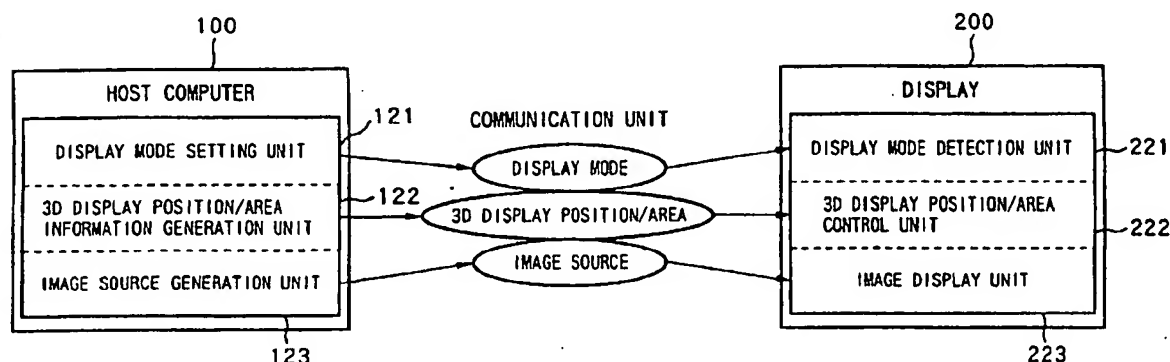 100
HOST COMPUTER
121
DISPLAY MODE SETTING UNIT
122
3D DISPLAY POSITION/AREA
INFORMATION GENERATION UNIT
IMAGE SOURCE GENERATION UNIT
123
COMMUNICATION UNIT
DISPLAY MODE
3D DISPLAY POSITION/AREA
IMAGE SOURCE
200
DISPLAY
DISPLAY MODE DETECTION UNIT
221
3D DISPLAY POSITION/AREA
CONTROL UNIT
222
IMAGE DISPLAY UNIT
223